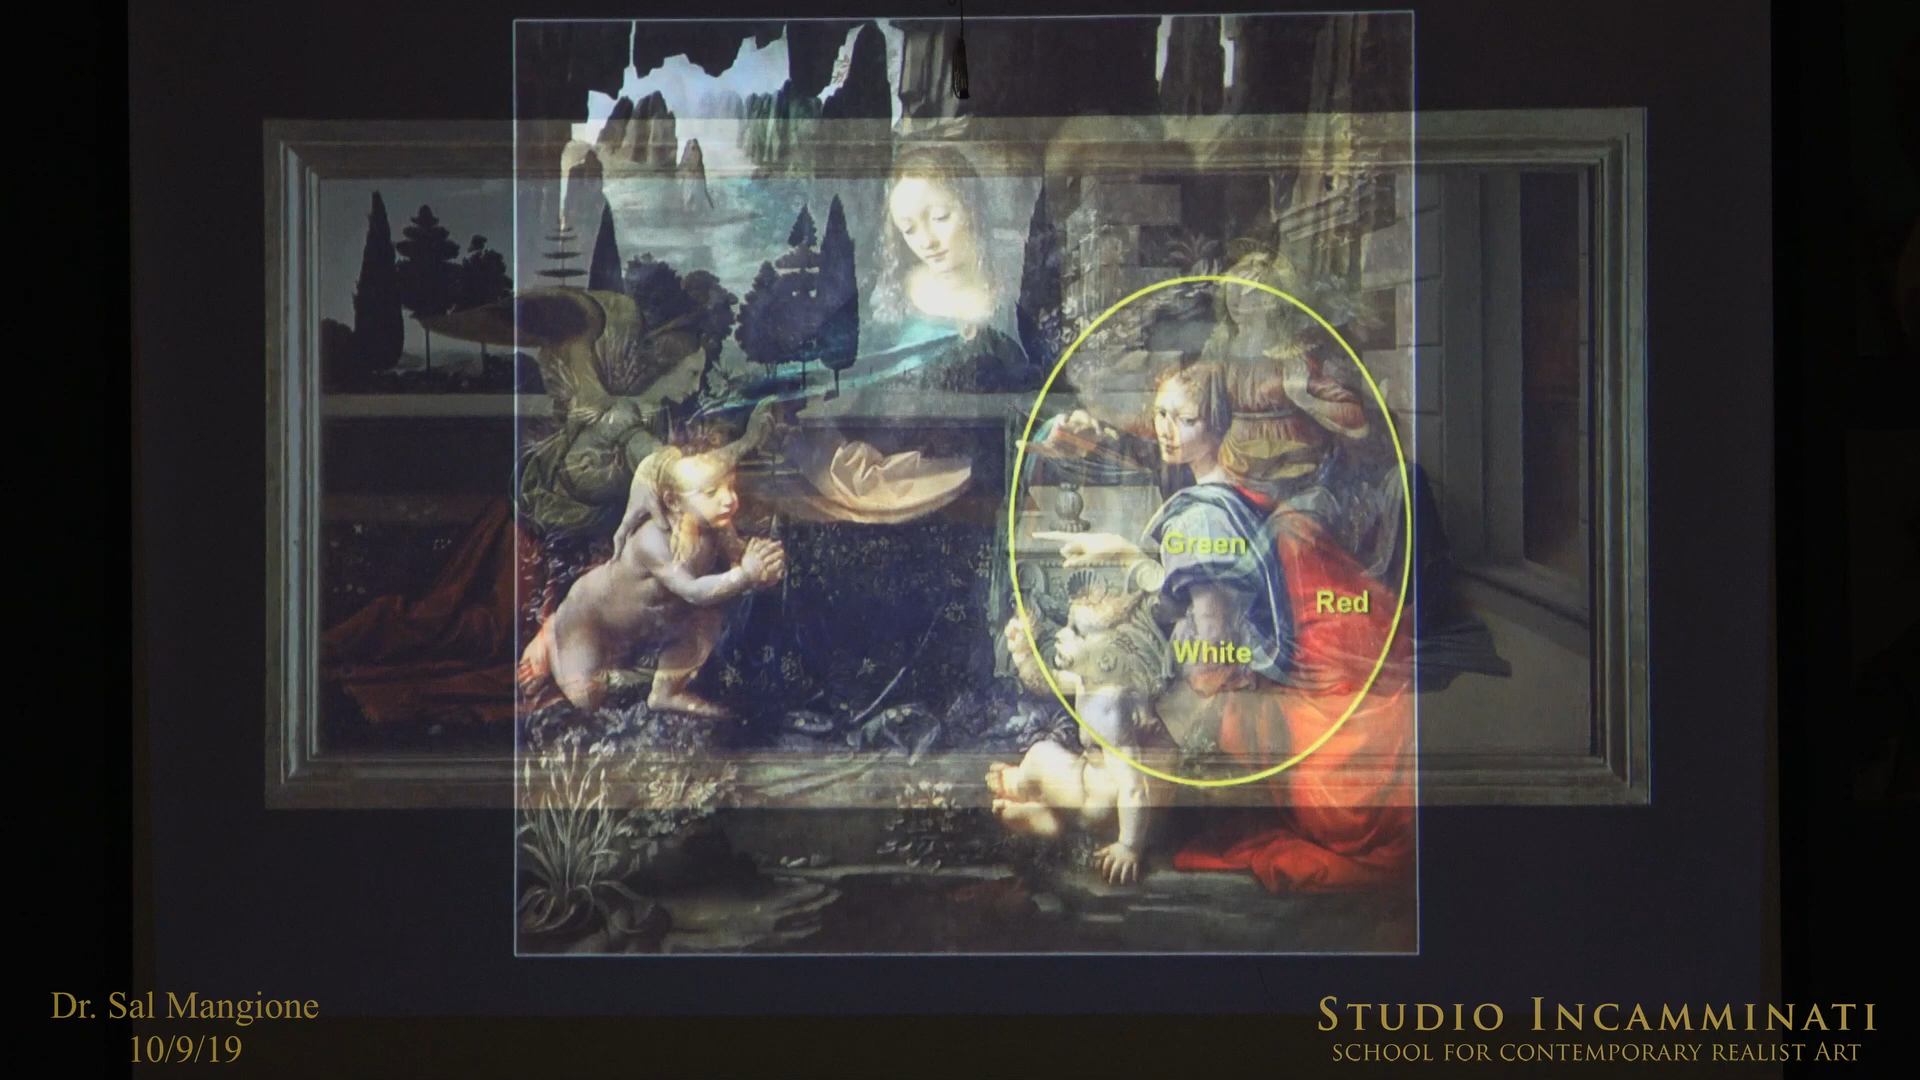 Green
Red
White
Dr. Sal Mangione
10/9/19
STUDIO INCAMMINATI
SCHOOL FOR CONTEMPORARY REALIST ART